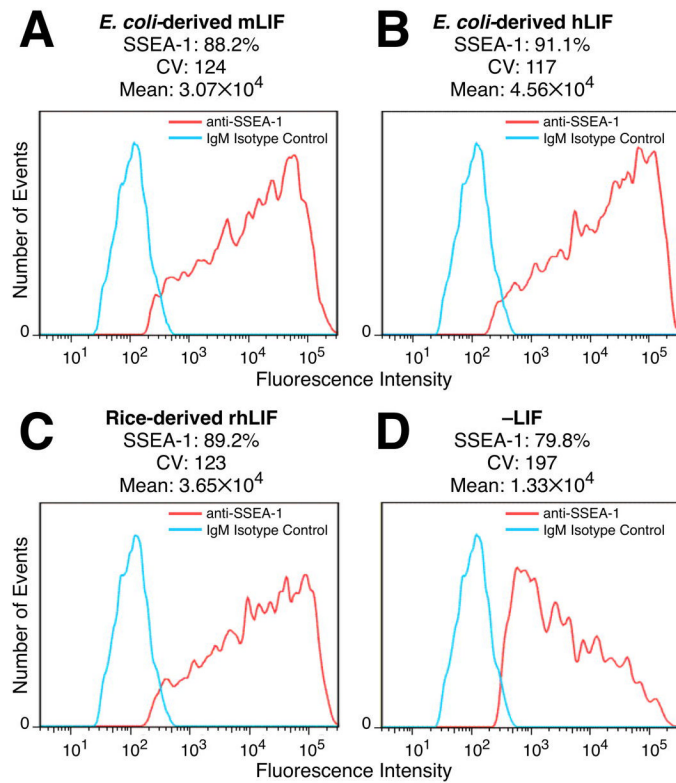 A
E. coli-derived mLIF
SSEA-1: 88.2%
CV: 124
Mean: 3.07×10^4
anti-SSEA-1
IgM Isotype Control
Number of Events
0
10^1 10^2 10^3 10^4 10^5
Fluorescence Intensity
B
E. coli-derived hLIF
SSEA-1: 91.1%
CV: 117
Mean: 4.56×10^4
anti-SSEA-1
IgM Isotype Control
0
10^1 10^2 10^3 10^4 10^5
Fluorescence Intensity
C
Rice-derived rhLIF
SSEA-1: 89.2%
CV: 123
Mean: 3.65×10^4
anti-SSEA-1
IgM Isotype Control
Number of Events
0
10^1 10^2 10^3 10^4 10^5
Fluorescence Intensity
D
–LIF
SSEA-1: 79.8%
CV: 197
Mean: 1.33×10^4
anti-SSEA-1
IgM Isotype Control
0
10^1 10^2 10^3 10^4 10^5
Fluorescence Intensity